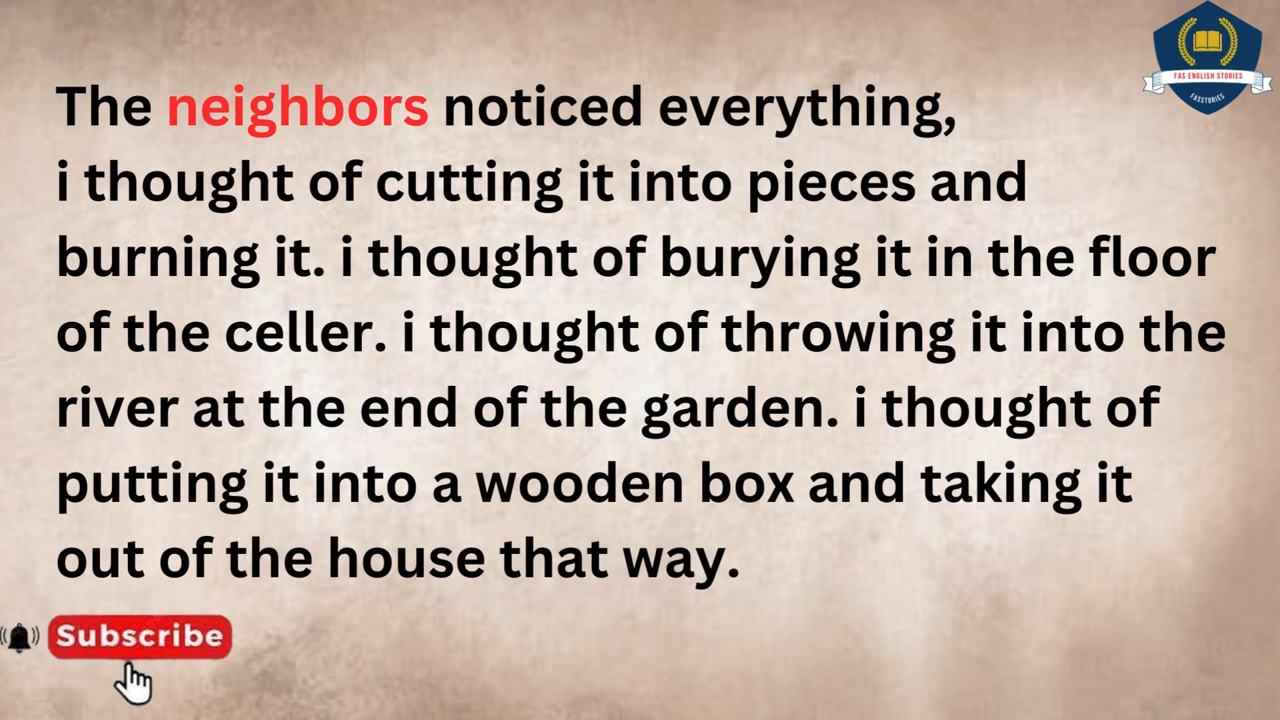 FAS ENGLISH STORIES
FASSTORIES
The neighbors noticed everything,
i thought of cutting it into pieces and
burning it. i thought of burying it in the floor
of the celler. i thought of throwing it into the
river at the end of the garden. i thought of
putting it into a wooden box and taking it
out of the house that way.
Subscribe